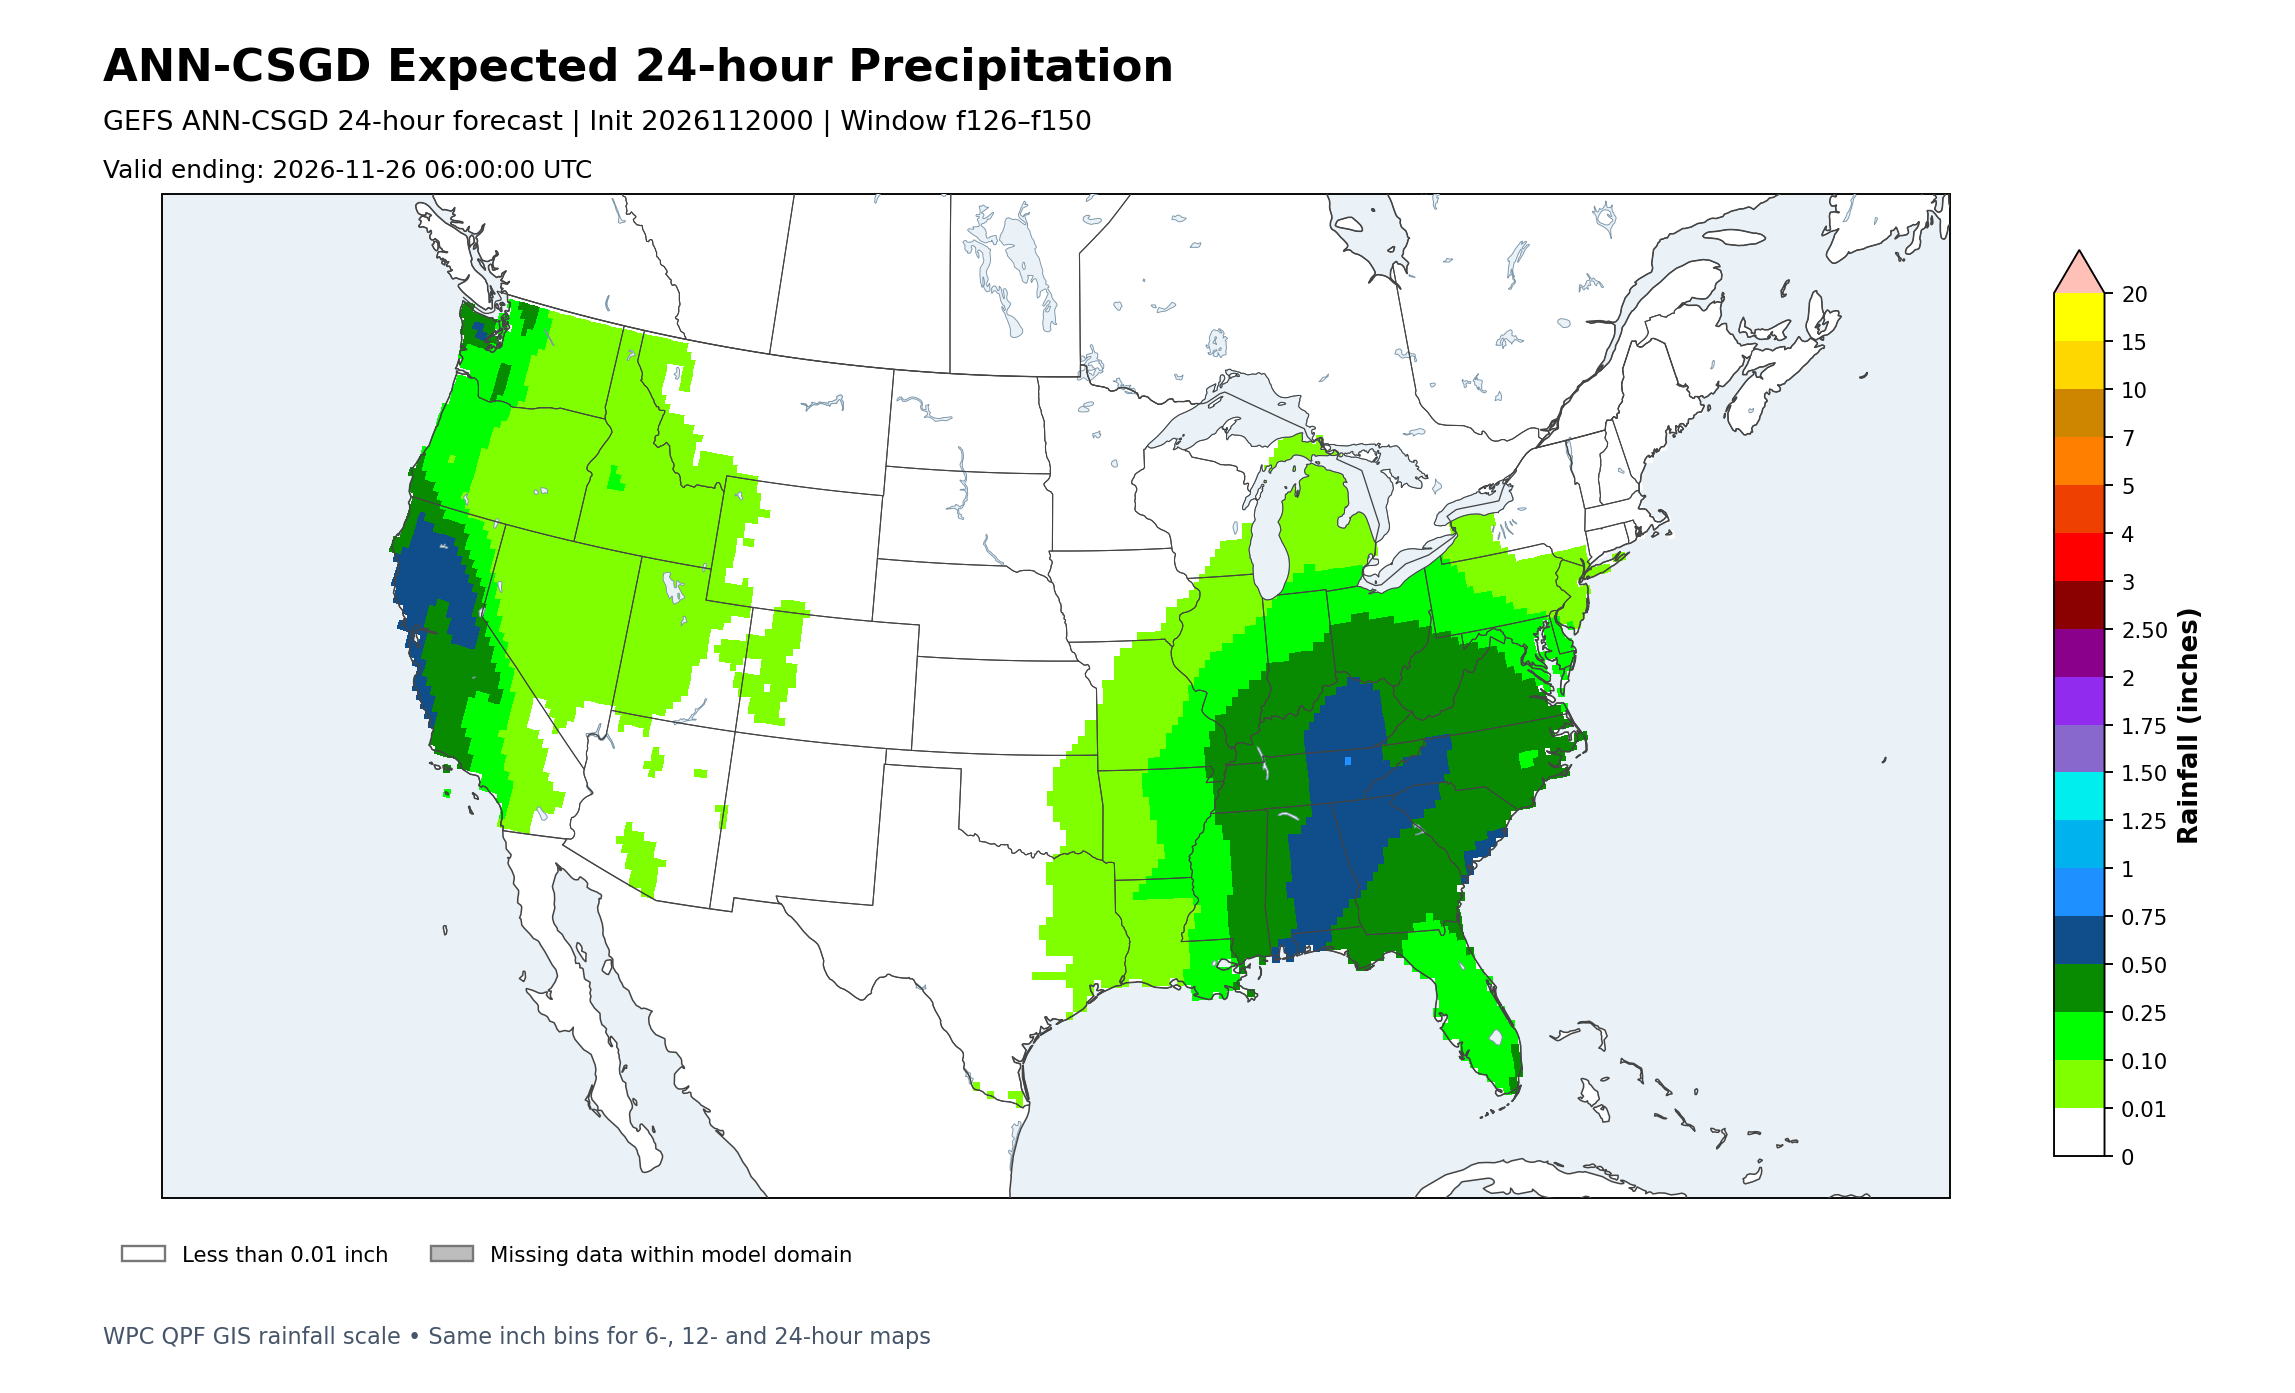 ANN-CSGD Expected 24-hour Precipitation
GEFS ANN-CSGD 24-hour forecast | Init 2026112000 | Window f126–f150
Valid ending: 2026-11-26 06:00:00 UTC
20
15
10
7
5
4
3
2.50
2
1.75
1.50
1.25
1
0.75
0.50
0.25
0.10
0.01
0
Rainfall (inches)
Less than 0.01 inch
Missing data within model domain
WPC QPF GIS rainfall scale • Same inch bins for 6-, 12- and 24-hour maps